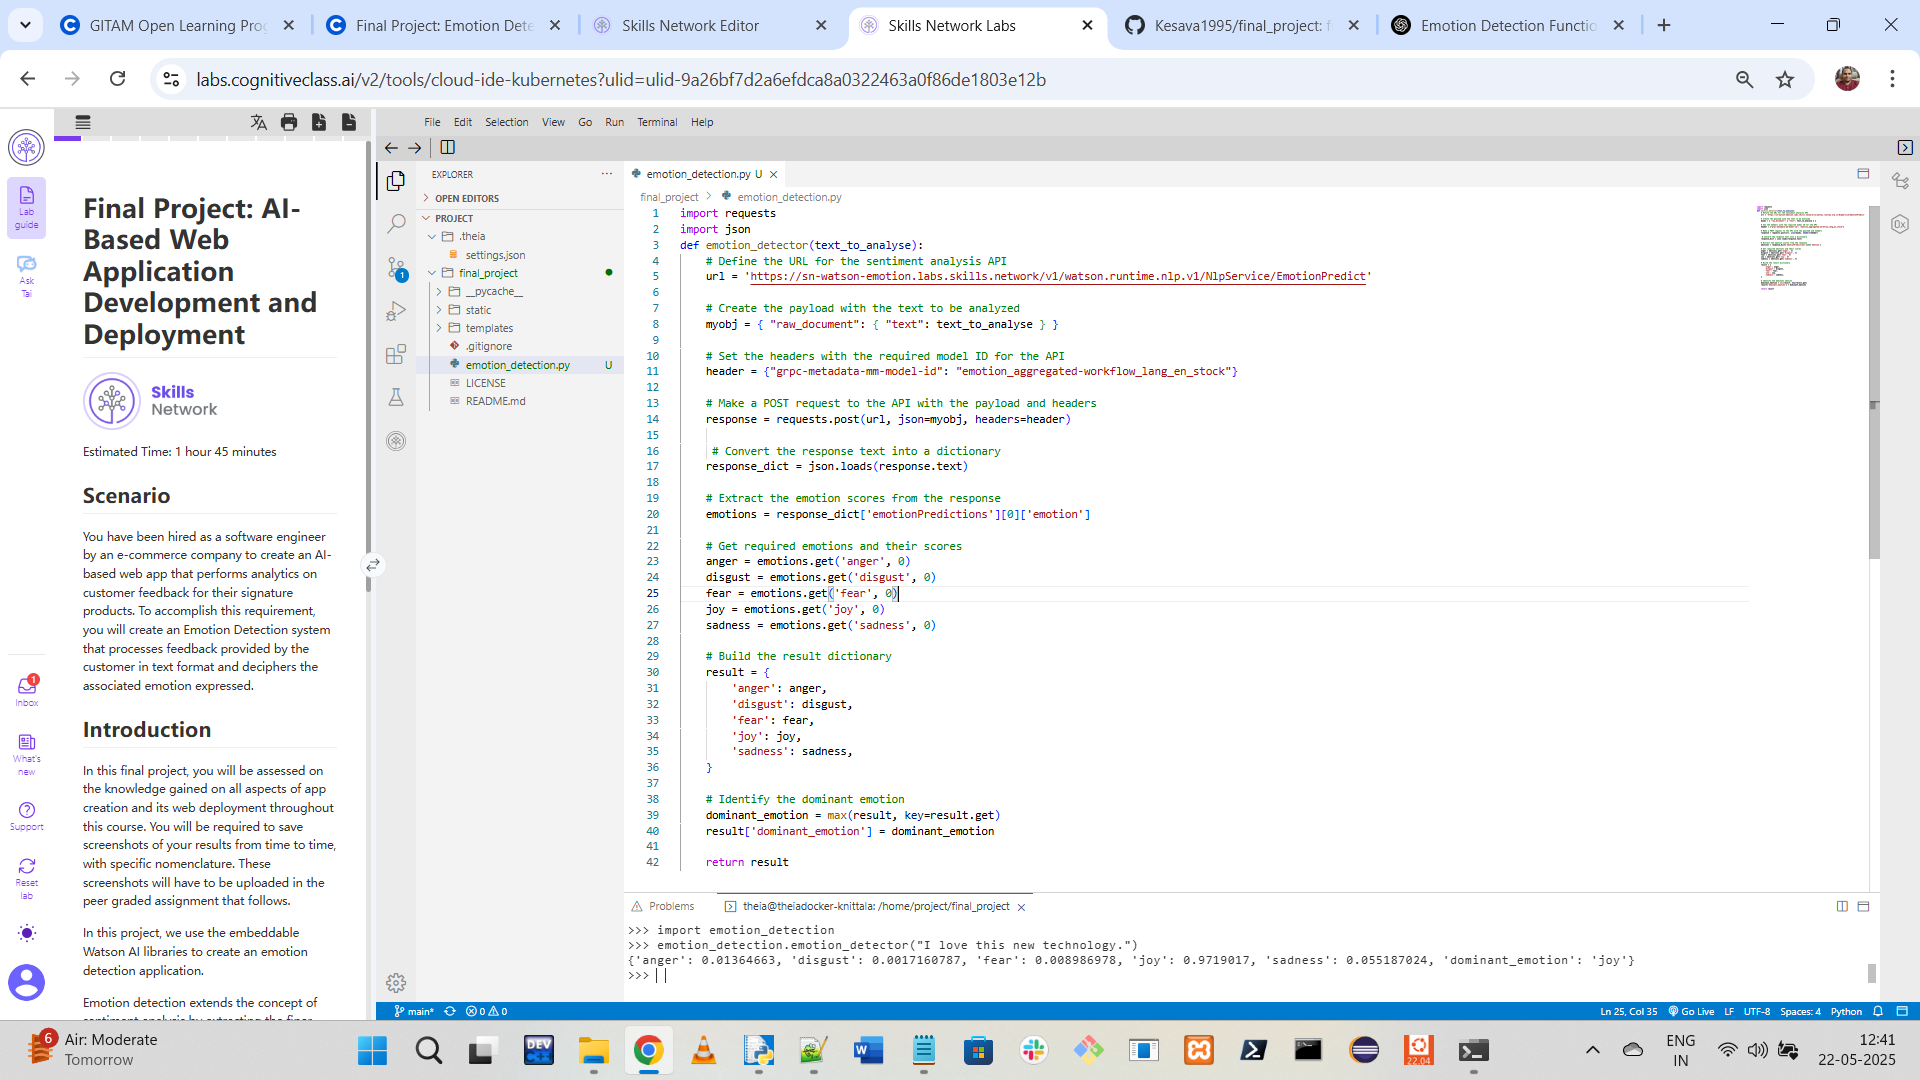 GITAM Open Learning Prog
Final Project: Emotion Dete
Skills Network Editor
Skills Network Labs
Kesava1995/final_project: f
Emotion Detection Functio
labs.cognitiveclass.ai/v2/tools/cloud-ide-kubernetes?ulid=ulid-9a26bf7d2a6efdca8a0322463a0f86de1803e12b
Lab guide
Ask Tai
Inbox
1
What's new
Support
Reset lab
Final Project: AI-
Based Web
Application
Development and
Deployment
Skills
Network
Estimated Time: 1 hour 45 minutes
Scenario
You have been hired as a software engineer
by an e-commerce company to create an AI-
based web app that performs analytics on
customer feedback for their signature
products. To accomplish this requirement,
you will create an Emotion Detection system
that processes feedback provided by the
customer in text format and deciphers the
associated emotion expressed.
Introduction
In this final project, you will be assessed on
the knowledge gained on all aspects of app
creation and its web deployment throughout
this course. You will be required to save
screenshots of your results from time to time,
with specific nomenclature. These
screenshots will have to be uploaded in the
peer graded assignment that follows.
In this project, we use the embeddable
Watson AI libraries to create an emotion
detection application.
Emotion detection extends the concept of
File Edit Selection View Go Run Terminal Help
EXPLORER
OPEN EDITORS
PROJECT
.theia
settings.json
final_project
__pycache__
static
templates
.gitignore
emotion_detection.py U
LICENSE
README.md
1
emotion_detection.py U
final_project > emotion_detection.py
1 import requests
2 import json
3 def emotion_detector(text_to_analyse):
4 # Define the URL for the sentiment analysis API
5 url = 'https://sn-watson-emotion.labs.skills.network/v1/watson.runtime.nlp.v1/NlpService/EmotionPredict'
6
7 # Create the payload with the text to be analyzed
8 myobj = { "raw_document": { "text": text_to_analyse } }
9
10 # Set the headers with the required model ID for the API
11 header = {"grpc-metadata-mm-model-id": "emotion_aggregated-workflow_lang_en_stock"}
12
13 # Make a POST request to the API with the payload and headers
14 response = requests.post(url, json=myobj, headers=header)
15
16 # Convert the response text into a dictionary
17 response_dict = json.loads(response.text)
18
19 # Extract the emotion scores from the response
20 emotions = response_dict['emotionPredictions'][0]['emotion']
21
22 # Get required emotions and their scores
23 anger = emotions.get('anger', 0)
24 disgust = emotions.get('disgust', 0)
25 fear = emotions.get('fear', 0)
26 joy = emotions.get('joy', 0)
27 sadness = emotions.get('sadness', 0)
28
29 # Build the result dictionary
30 result = {
31 'anger': anger,
32 'disgust': disgust,
33 'fear': fear,
34 'joy': joy,
35 'sadness': sadness,
36 }
37
38 # Identify the dominant emotion
39 dominant_emotion = max(result, key=result.get)
40 result['dominant_emotion'] = dominant_emotion
41
42 return result
Problems
theia@theiadocker-knittala: /home/project/final_project
>>> import emotion_detection
>>> emotion_detection.emotion_detector("I love this new technology.")
{'anger': 0.01364663, 'disgust': 0.0017160787, 'fear': 0.008986978, 'joy': 0.9719017, 'sadness': 0.055187024, 'dominant_emotion': 'joy'}
>>>
main* 0 0
Ln 25, Col 35 Go Live LF UTF-8 Spaces: 4 Python
6
Air: Moderate
Tomorrow
DEV
22.04
ENG
IN
12:41
22-05-2025